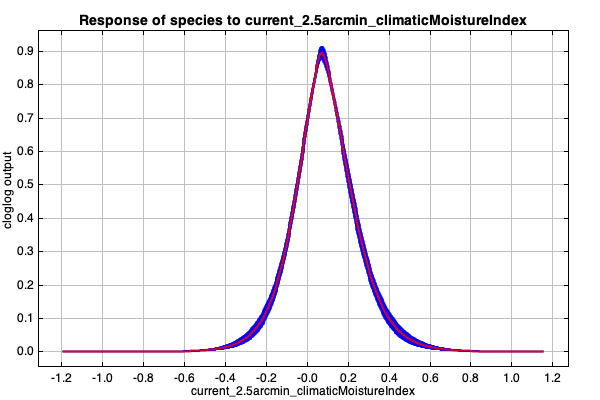 Response of species to current_2.5arcmin_climaticMoistureIndex
cloglog output
0.9
0.8
0.7
0.6
0.5
0.4
0.3
0.2
0.1
0.0
-1.2 -1.0 -0.8 -0.6 -0.4 -0.2 -0.0 0.2 0.4 0.6 0.8 1.0 1.2
current_2.5arcmin_climaticMoistureIndex